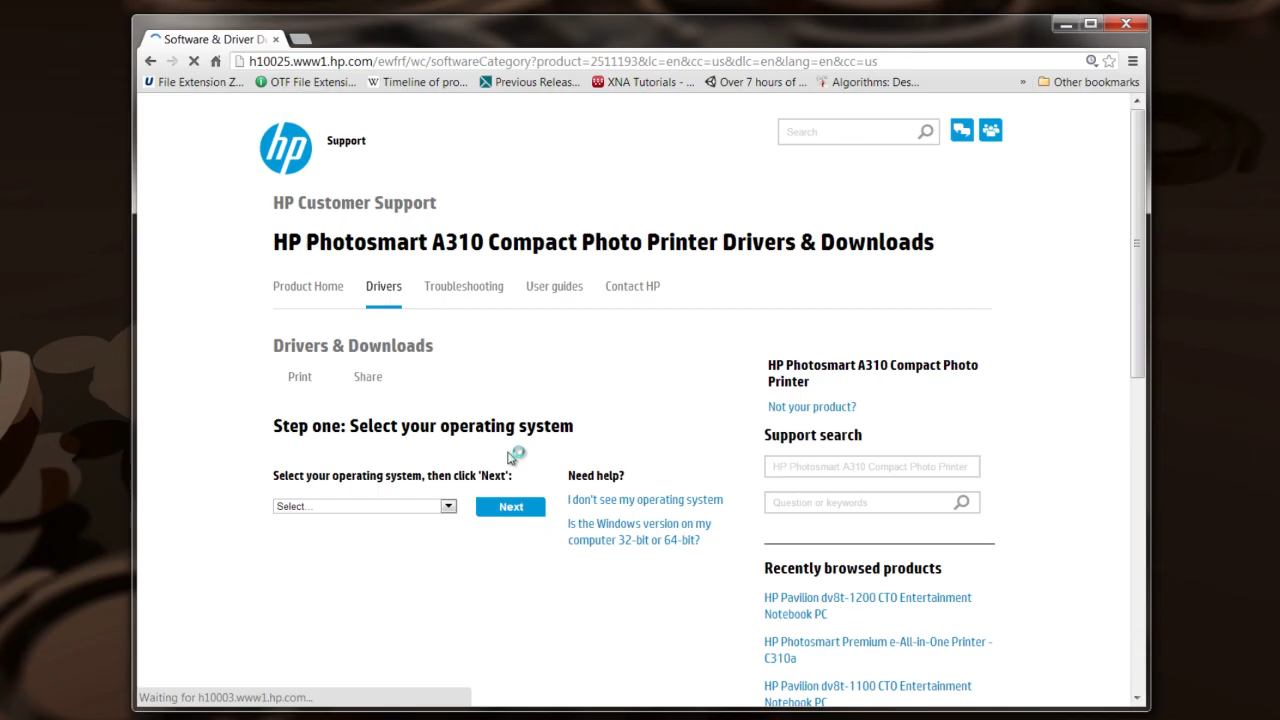 Software & Driver D
h10025.www1.hp.com/ewfrf/wc/softwareCategory?product=2511193&lc=en&cc=us&dlc=en&lang=en&cc=us
File Extension Z... OTF File Extensi... Timeline of pro... Previous Releas... XNA Tutorials - ... Over 7 hours of ... Algorithms: Des... » Other bookmarks
hp Support
Search
HP Customer Support
HP Photosmart A310 Compact Photo Printer Drivers & Downloads
Product Home Drivers Troubleshooting User guides Contact HP
Drivers & Downloads
Print Share
HP Photosmart A310 Compact Photo
Printer
Not your product?
Step one: Select your operating system
Support search
Select your operating system, then click 'Next':
Need help?
HP Photosmart A310 Compact Photo Printer
Select...
Next
I don't see my operating system
Question or keywords
Is the Windows version on my
computer 32-bit or 64-bit?
Recently browsed products
HP Pavilion dv8t-1200 CTO Entertainment
Notebook PC
HP Photosmart Premium e-All-in-One Printer -
C310a
HP Pavilion dv8t-1100 CTO Entertainment
Notebook PC
Waiting for h10003.www1.hp.com...